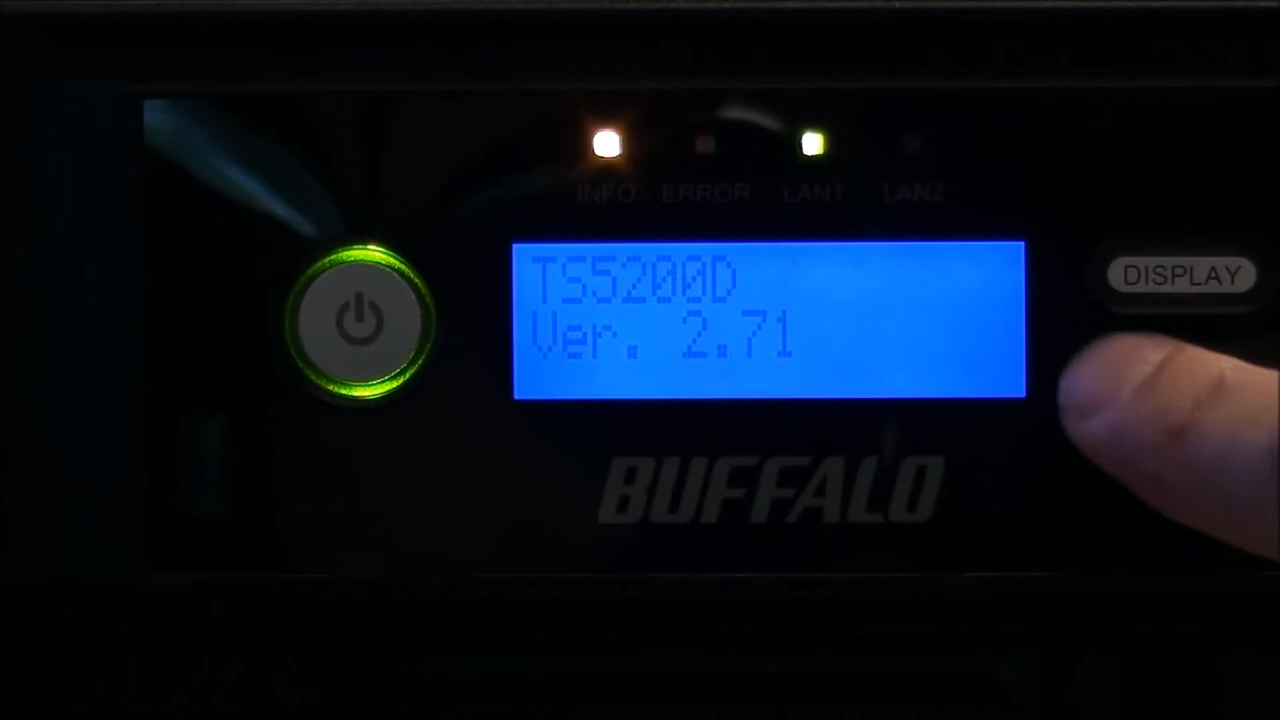 INFO ERROR LAN1 LAN2
TS5200D
Ver. 2.71
DISPLAY
BUFFALO